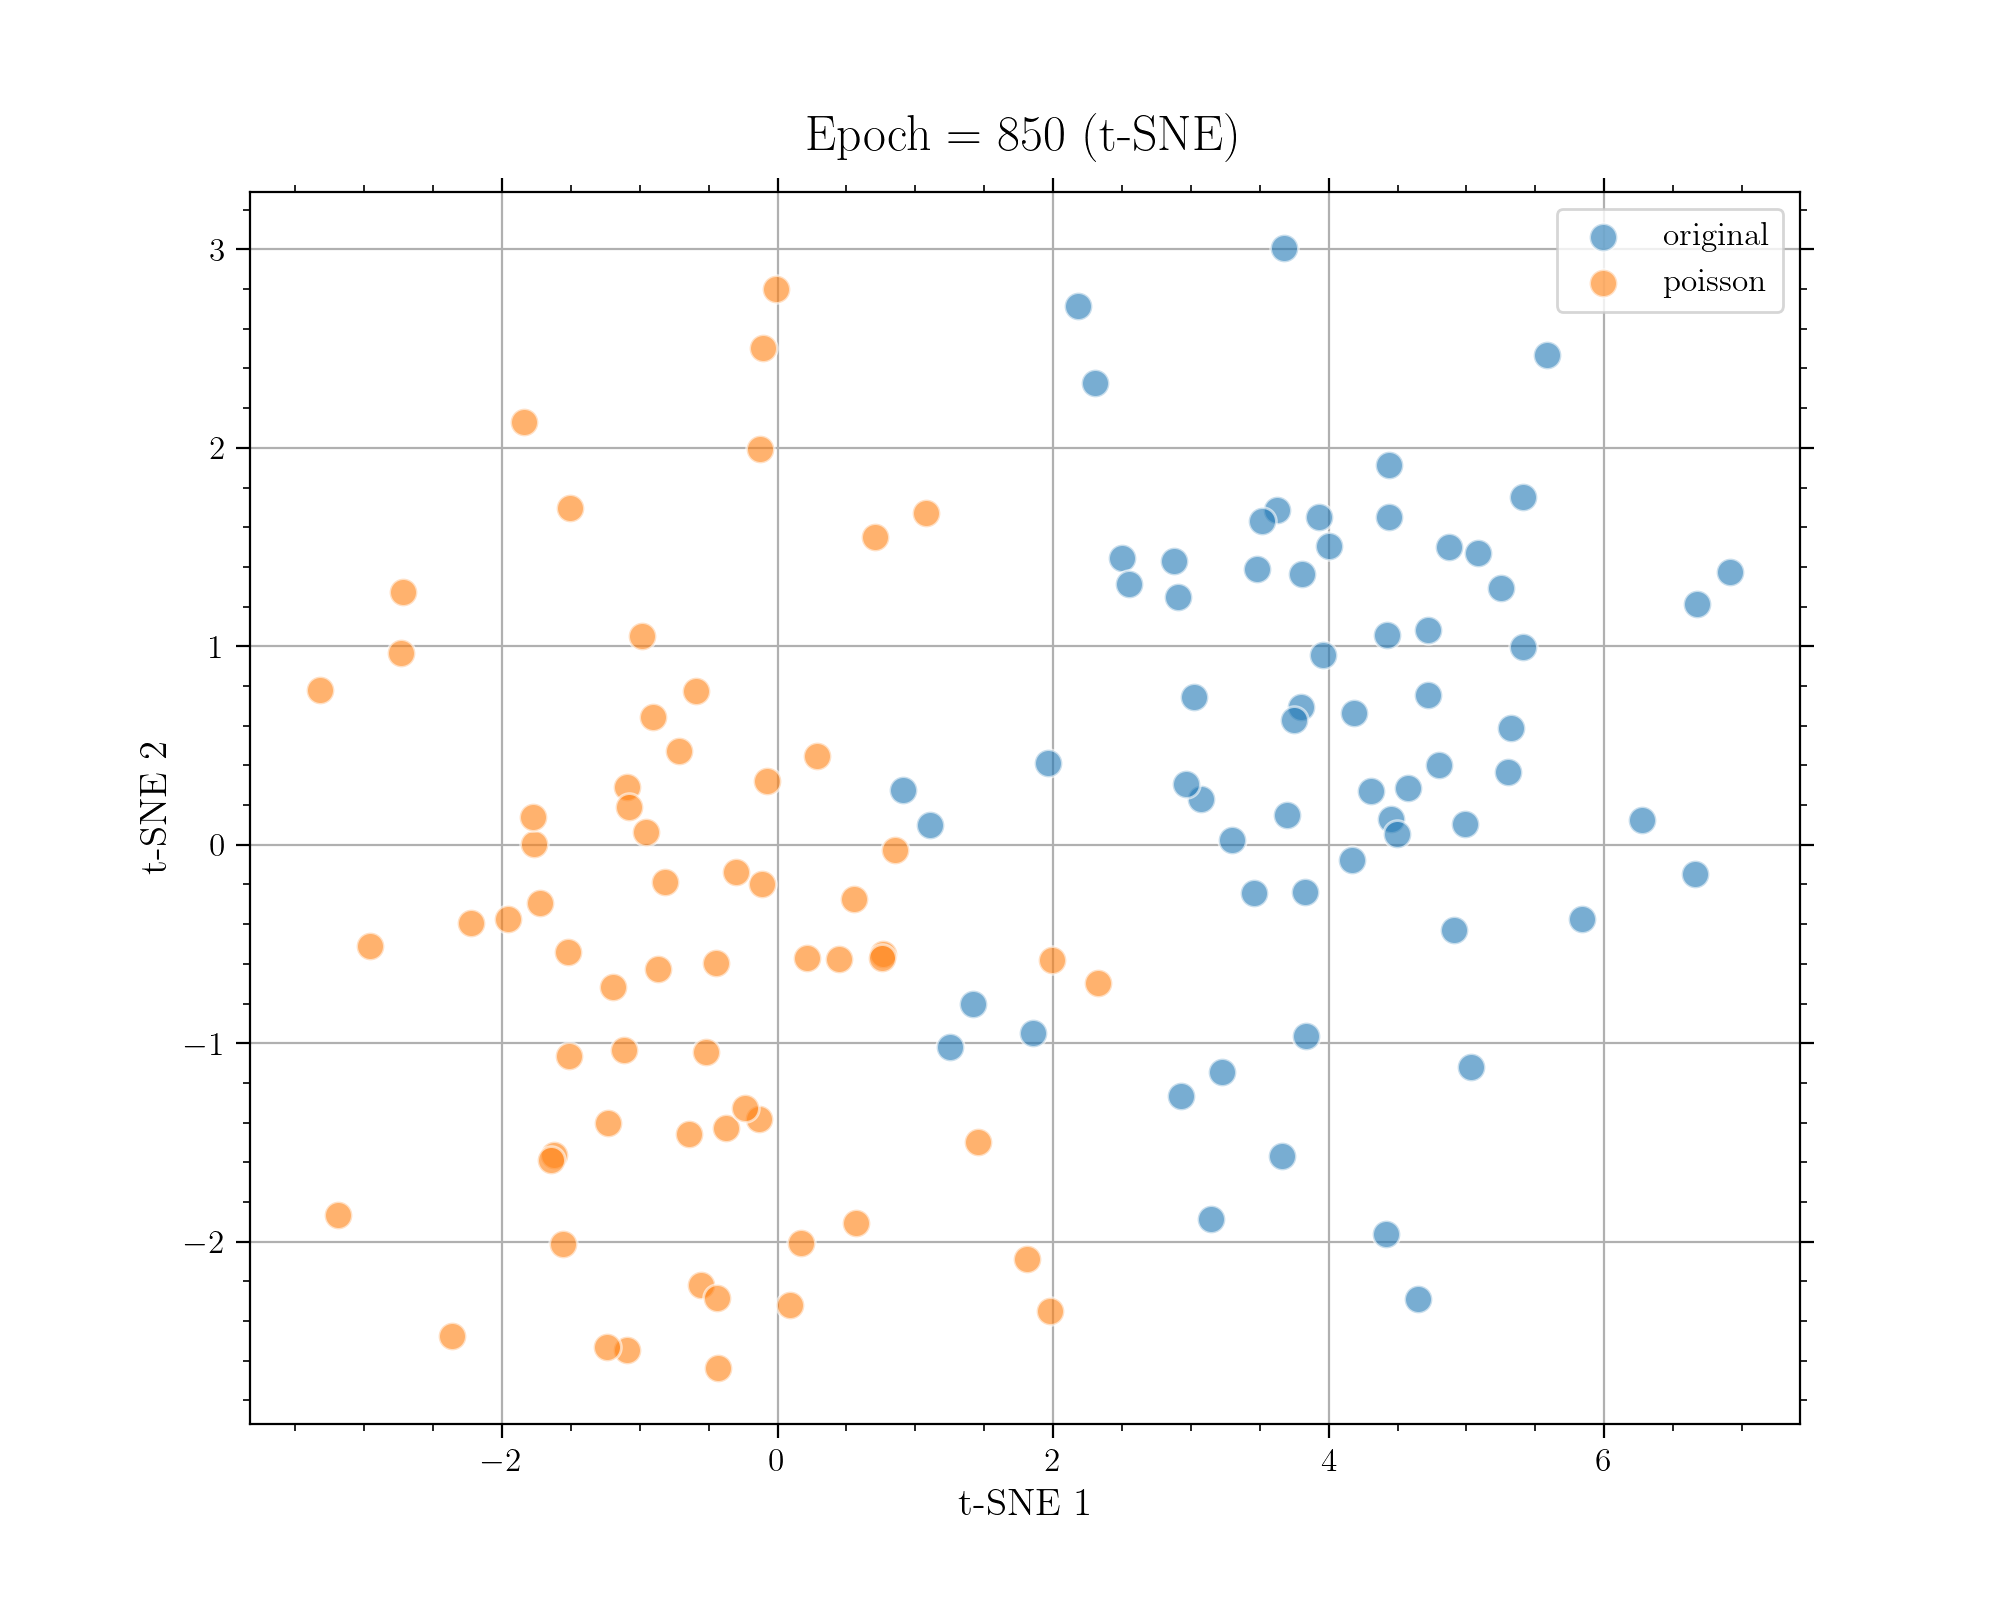 Epoch = 850 (t-SNE)
original
poisson
3
2
1
0
−1
−2
t-SNE 2
−2
0
2
4
6
t-SNE 1